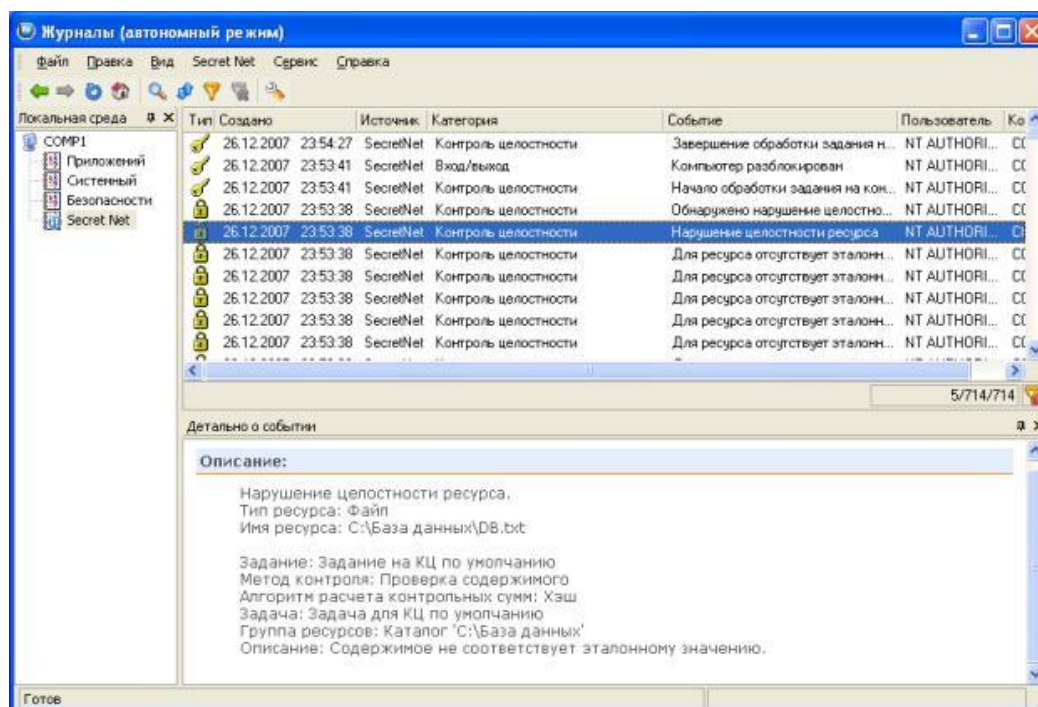 Журналы (автономный режим)
Файл Правка Вид Secret Net Сервис Справка
Локальная среда
COMP1
Приложений
Системный
Безопасности
Secret Net
Тип Создано Источник Категория Событие Пользователь Ко
26.12.2007 23:54:27 SecretNet Контроль целостности Завершение обработки задания н... NT AUTHORI... CO
26.12.2007 23:53:41 SecretNet Вход/выход Компьютер разблокирован NT AUTHORI... CO
26.12.2007 23:53:41 SecretNet Контроль целостности Начало обработки задания на кон... NT AUTHORI... CO
26.12.2007 23:53:38 SecretNet Контроль целостности Обнаружено нарушение целостно... NT AUTHORI... CO
26.12.2007 23:53:38 SecretNet Контроль целостности Нарушение целостности ресурса NT AUTHORI...
26.12.2007 23:53:38 SecretNet Контроль целостности Для ресурса отсутствует эталонн... NT AUTHORI... CO
26.12.2007 23:53:38 SecretNet Контроль целостности Для ресурса отсутствует эталонн... NT AUTHORI... CO
26.12.2007 23:53:38 SecretNet Контроль целостности Для ресурса отсутствует эталонн... NT AUTHORI... CO
26.12.2007 23:53:38 SecretNet Контроль целостности Для ресурса отсутствует эталонн... NT AUTHORI... CO
26.12.2007 23:53:38 SecretNet Контроль целостности Для ресурса отсутствует эталонн... NT AUTHORI... CO
5/714/714
Детально о событии
Описание:
Нарушение целостности ресурса.
Тип ресурса: Файл
Имя ресурса: C:\База данных\DB.txt
Задание: Задание на КЦ по умолчанию
Метод контроля: Проверка содержимого
Алгоритм расчета контрольных сумм: Хэш
Задача: Задача для КЦ по умолчанию
Группа ресурсов: Каталог 'C:\База данных'
Описание: Содержимое не соответствует эталонному значению.
Готов